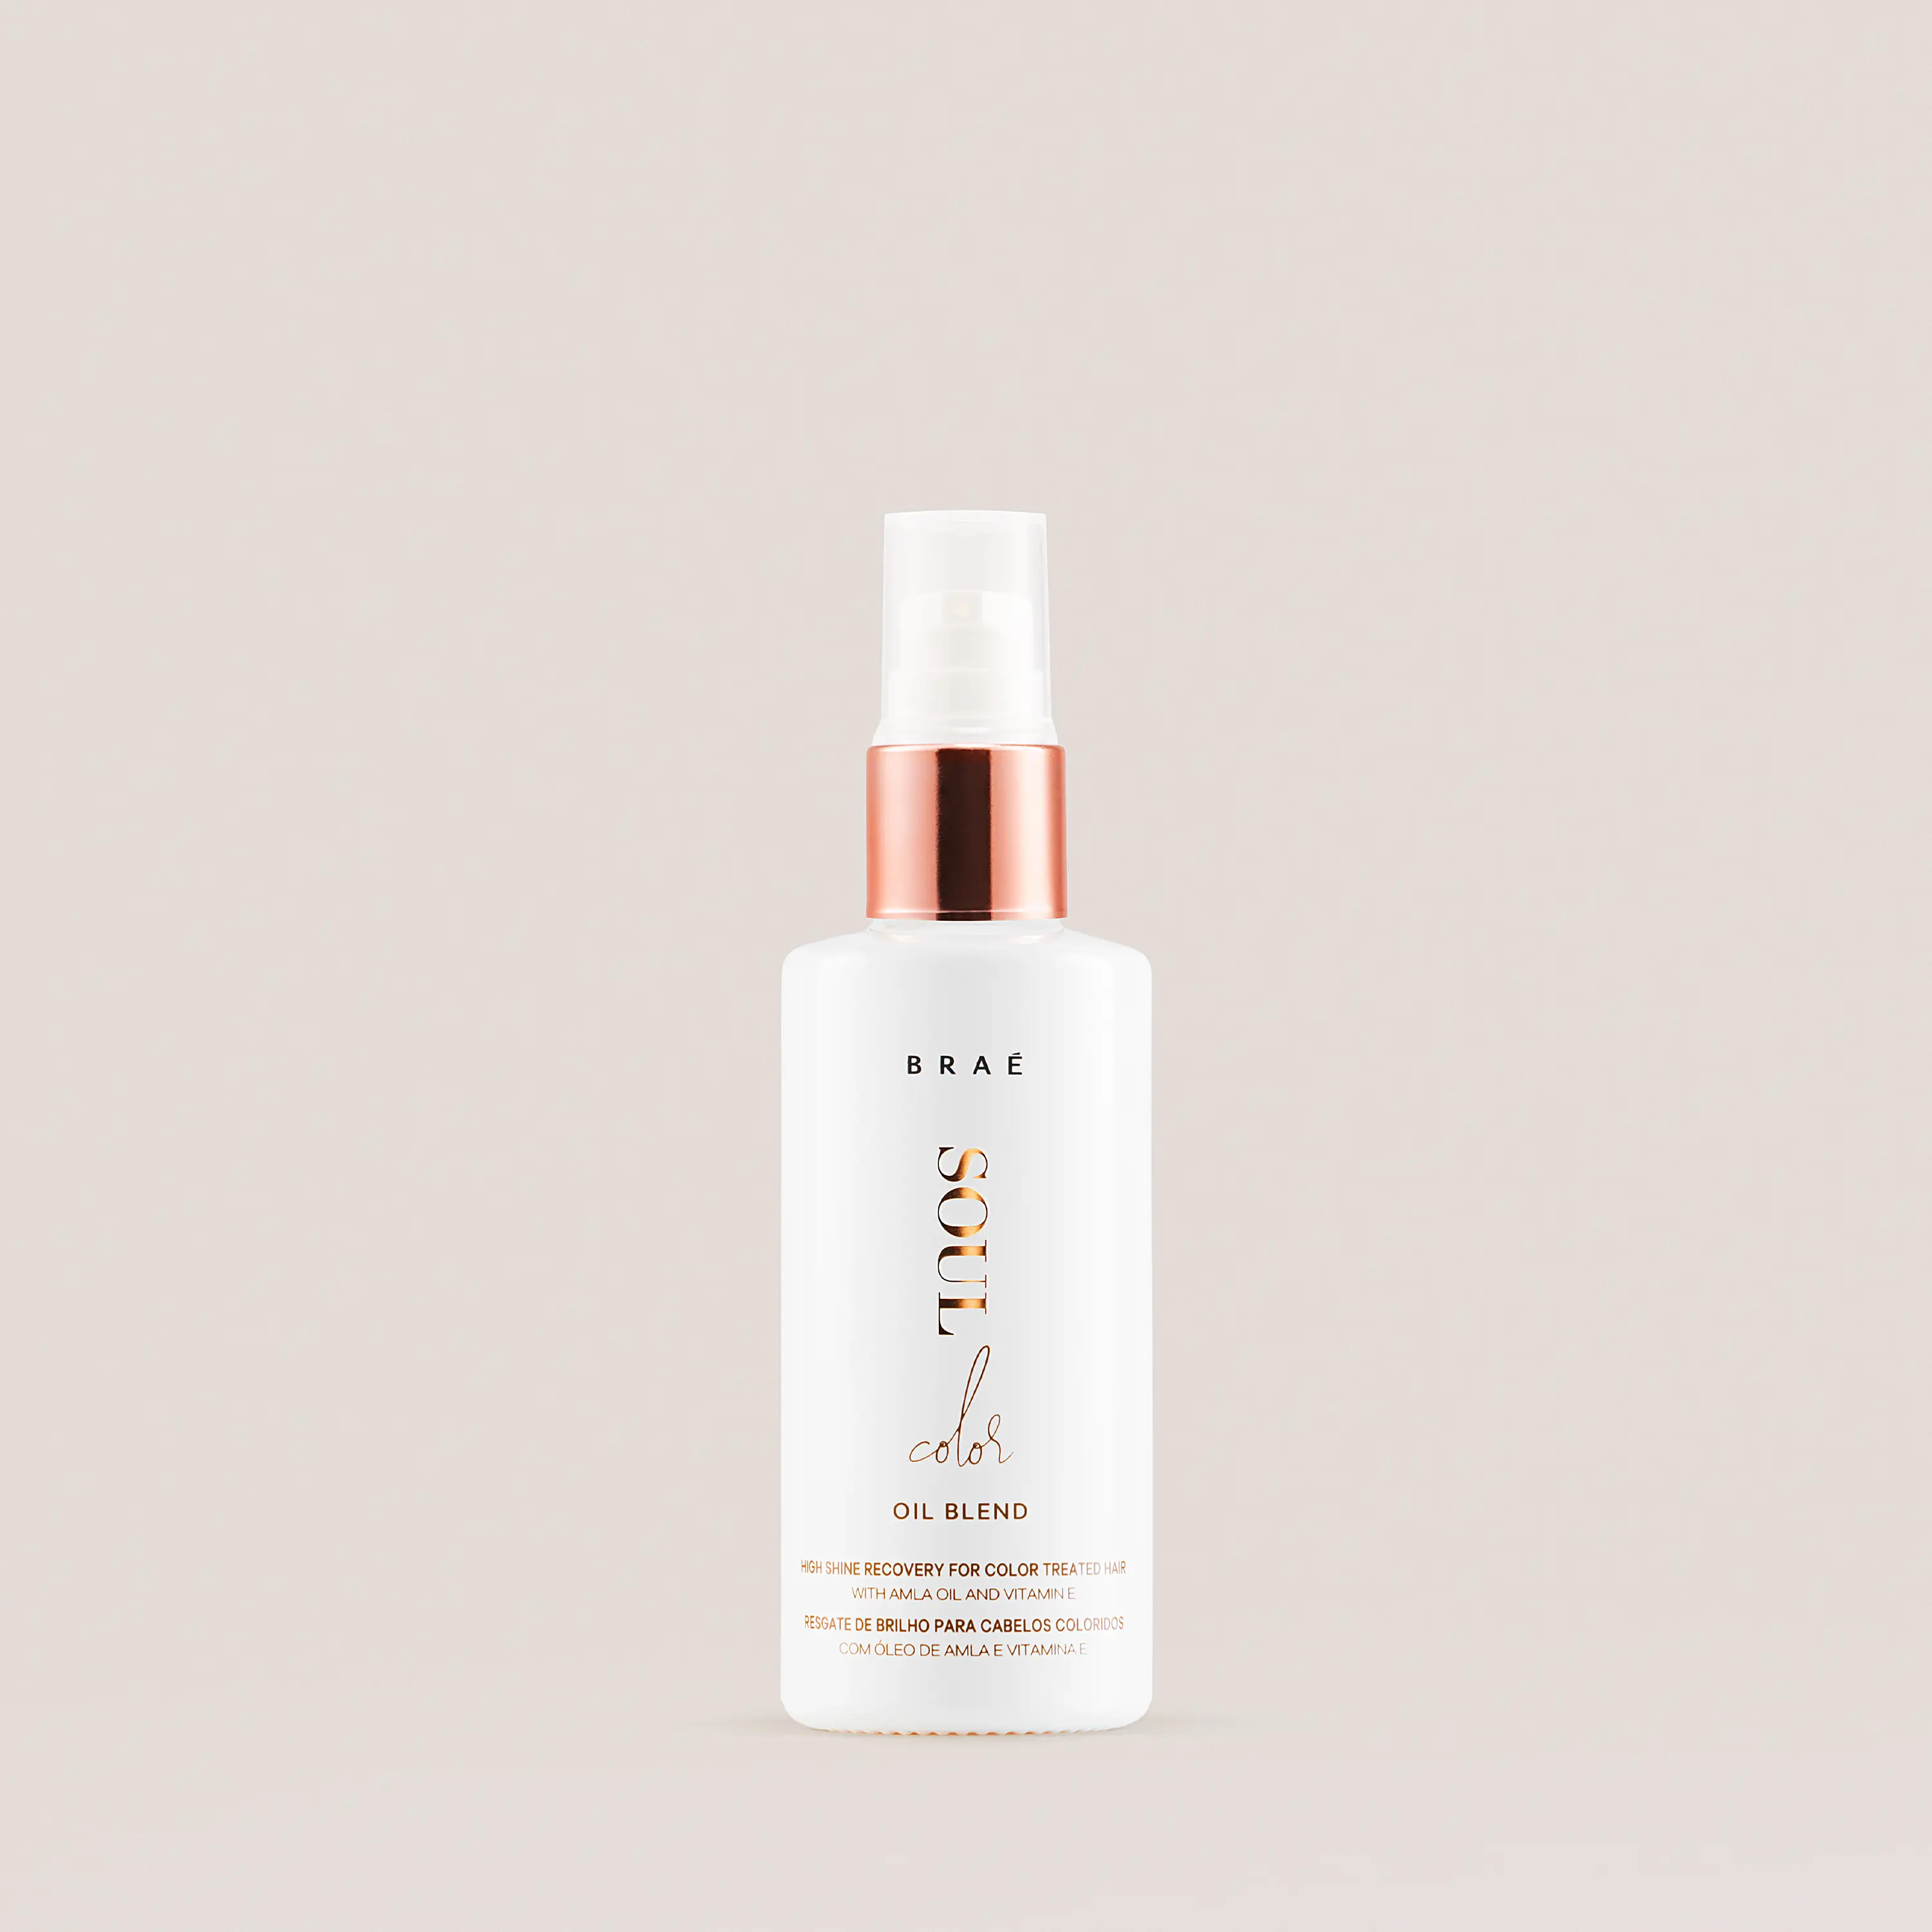 BRAÉ
SOUL
color
OIL BLEND
HIGH SHINE RECOVERY FOR COLOR TREATED HAIR
WITH AMLA OIL AND VITAMIN E
RESGATE DE BRILHO PARA CABELOS COLORIDOS
COM ÓLEO DE AMLA E VITAMINA E